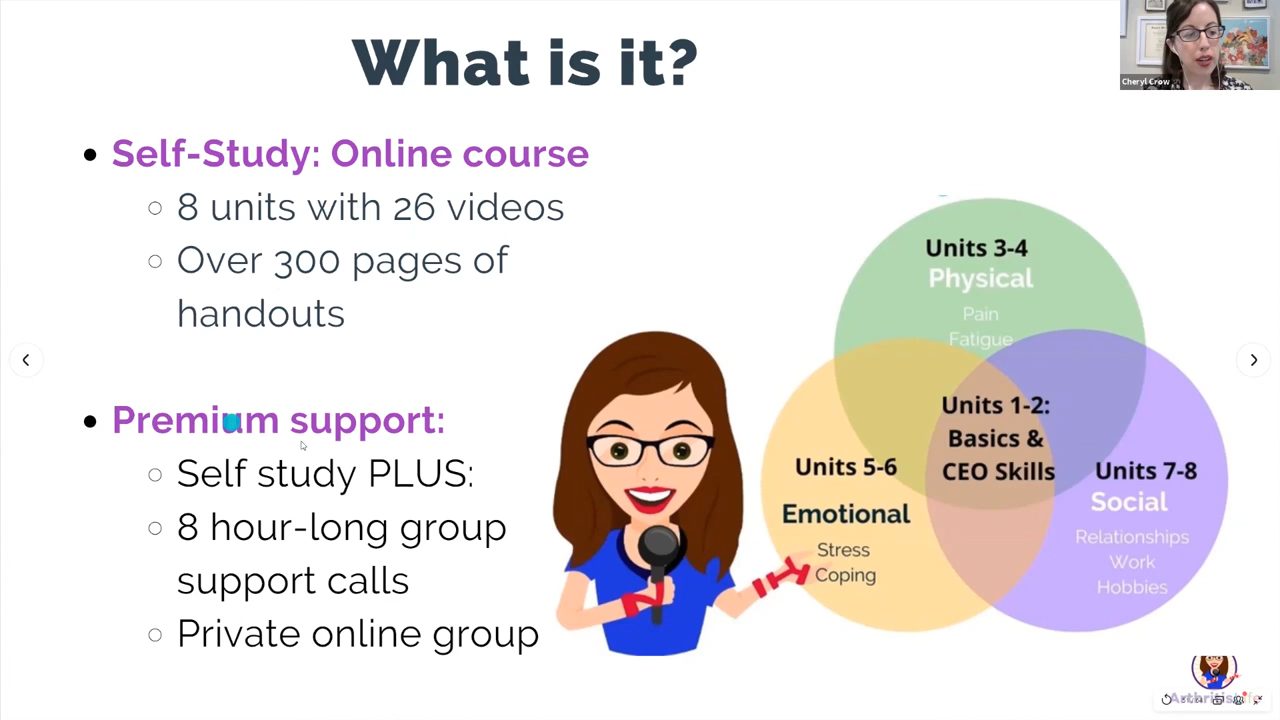 What is it?
Cheryl Crow
Self-Study: Online course
8 units with 26 videos
Over 300 pages of
handouts
Premium support:
Self study PLUS:
8 hour-long group
support calls
Private online group
Units 3-4
Physical
Pain
Fatigue
Units 1-2:
Basics &
CEO Skills
Units 5-6
Emotional
Stress
Coping
Units 7-8
Social
Relationships
Work
Hobbies